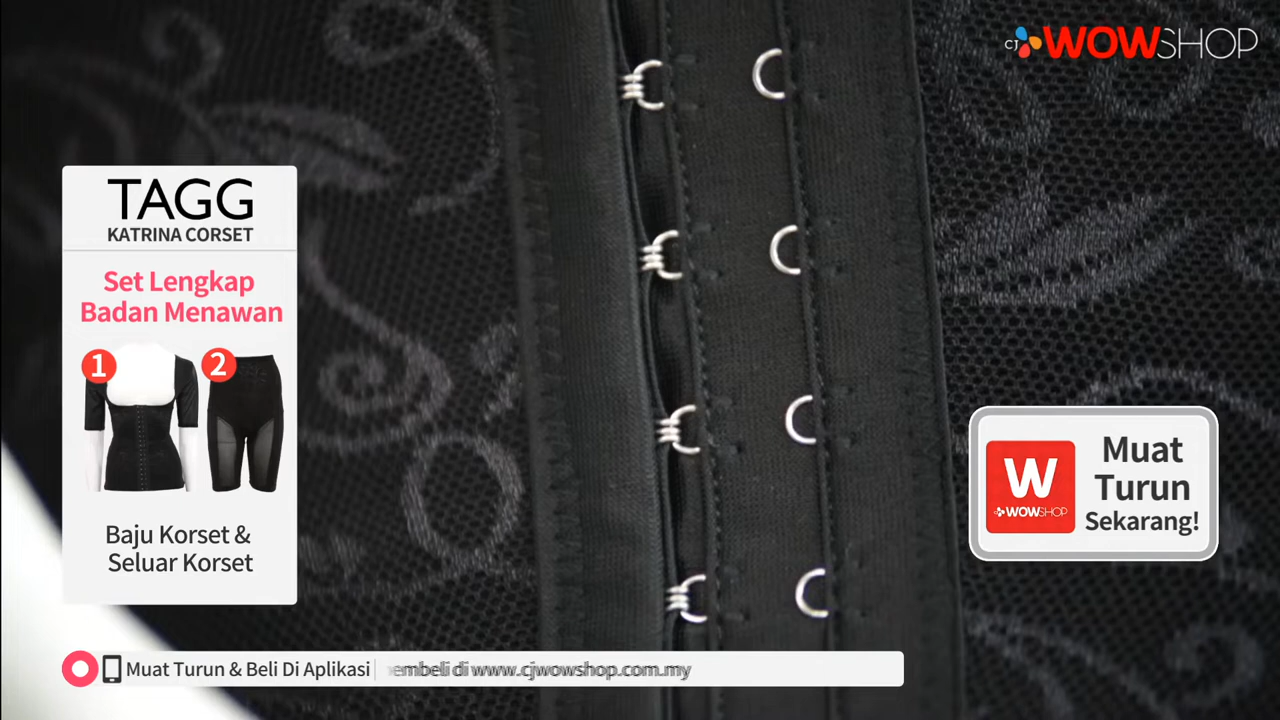 CJ WOWSHOP
TAGG
KATRINA CORSET
Set Lengkap
Badan Menawan
1
2
Baju Korset &
Seluar Korset
W
WOWSHOP
Muat
Turun
Sekarang!
Muat Turun & Beli Di Aplikasi
di www.cjwowshop.com.my